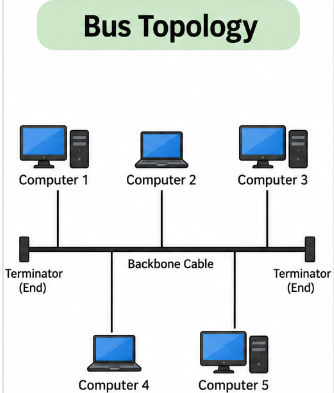 Bus Topology
Computer 1
Computer 2
Computer 3
Backbone Cable
Terminator
(End)
Terminator
(End)
Computer 4
Computer 5